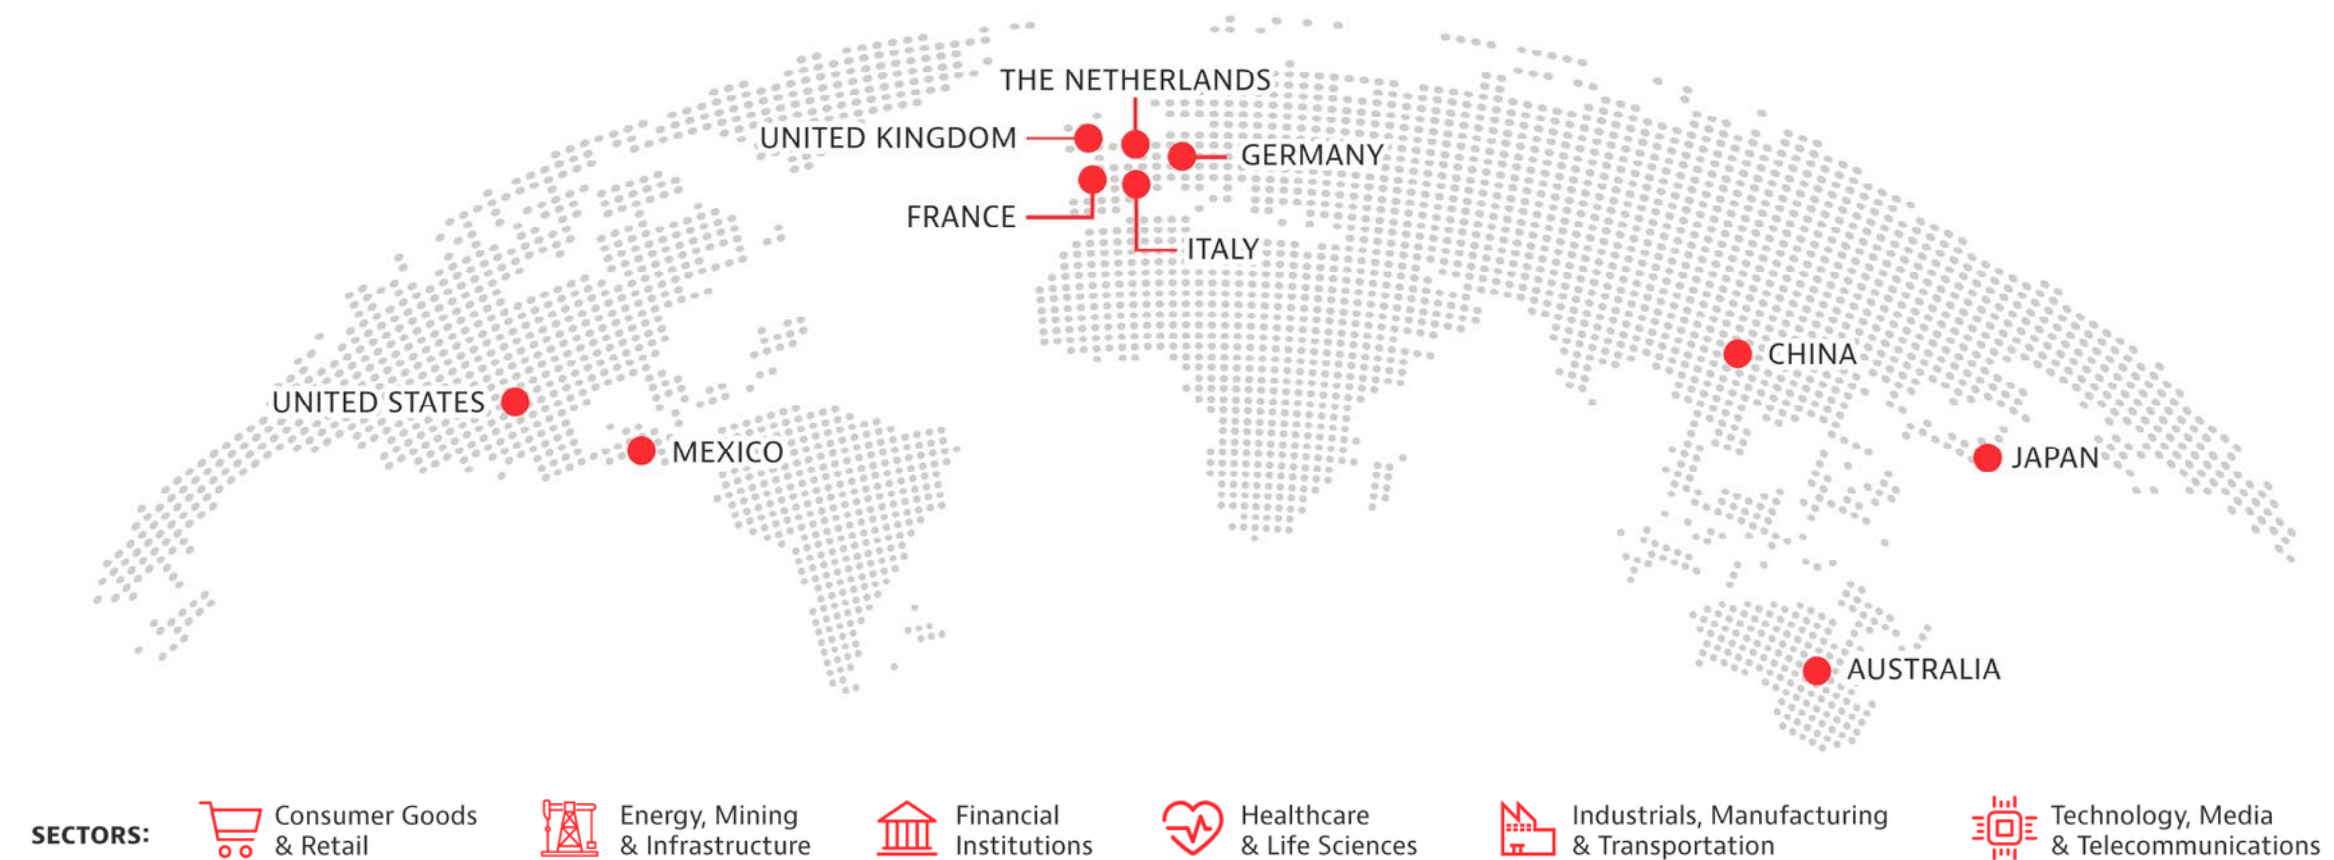 THE NETHERLANDS
UNITED KINGDOM
GERMANY
FRANCE
ITALY
CHINA
UNITED STATES
MEXICO
JAPAN
AUSTRALIA
SECTORS:
Consumer Goods
& Retail
Energy, Mining
& Infrastructure
Financial
Institutions
Healthcare
& Life Sciences
Industrials, Manufacturing
& Transportation
Technology, Media
& Telecommunications